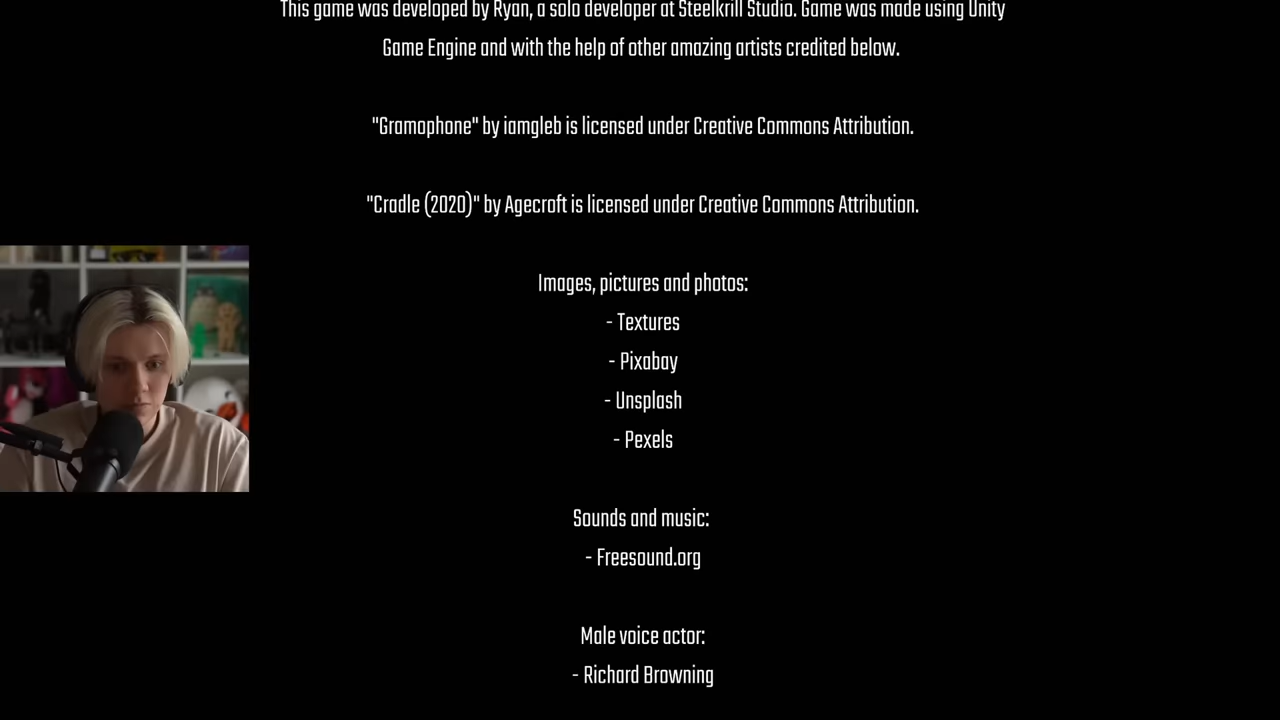 This game was developed by Ryan, a solo developer at Steelkrill Studio. Game was made using Unity
Game Engine and with the help of other amazing artists credited below.
"Gramophone" by iamgleb is licensed under Creative Commons Attribution.
"Cradle (2020)" by Agecroft is licensed under Creative Commons Attribution.
Images, pictures and photos:
- Textures
- Pixabay
- Unsplash
- Pexels
Sounds and music:
- Freesound.org
Male voice actor:
- Richard Browning